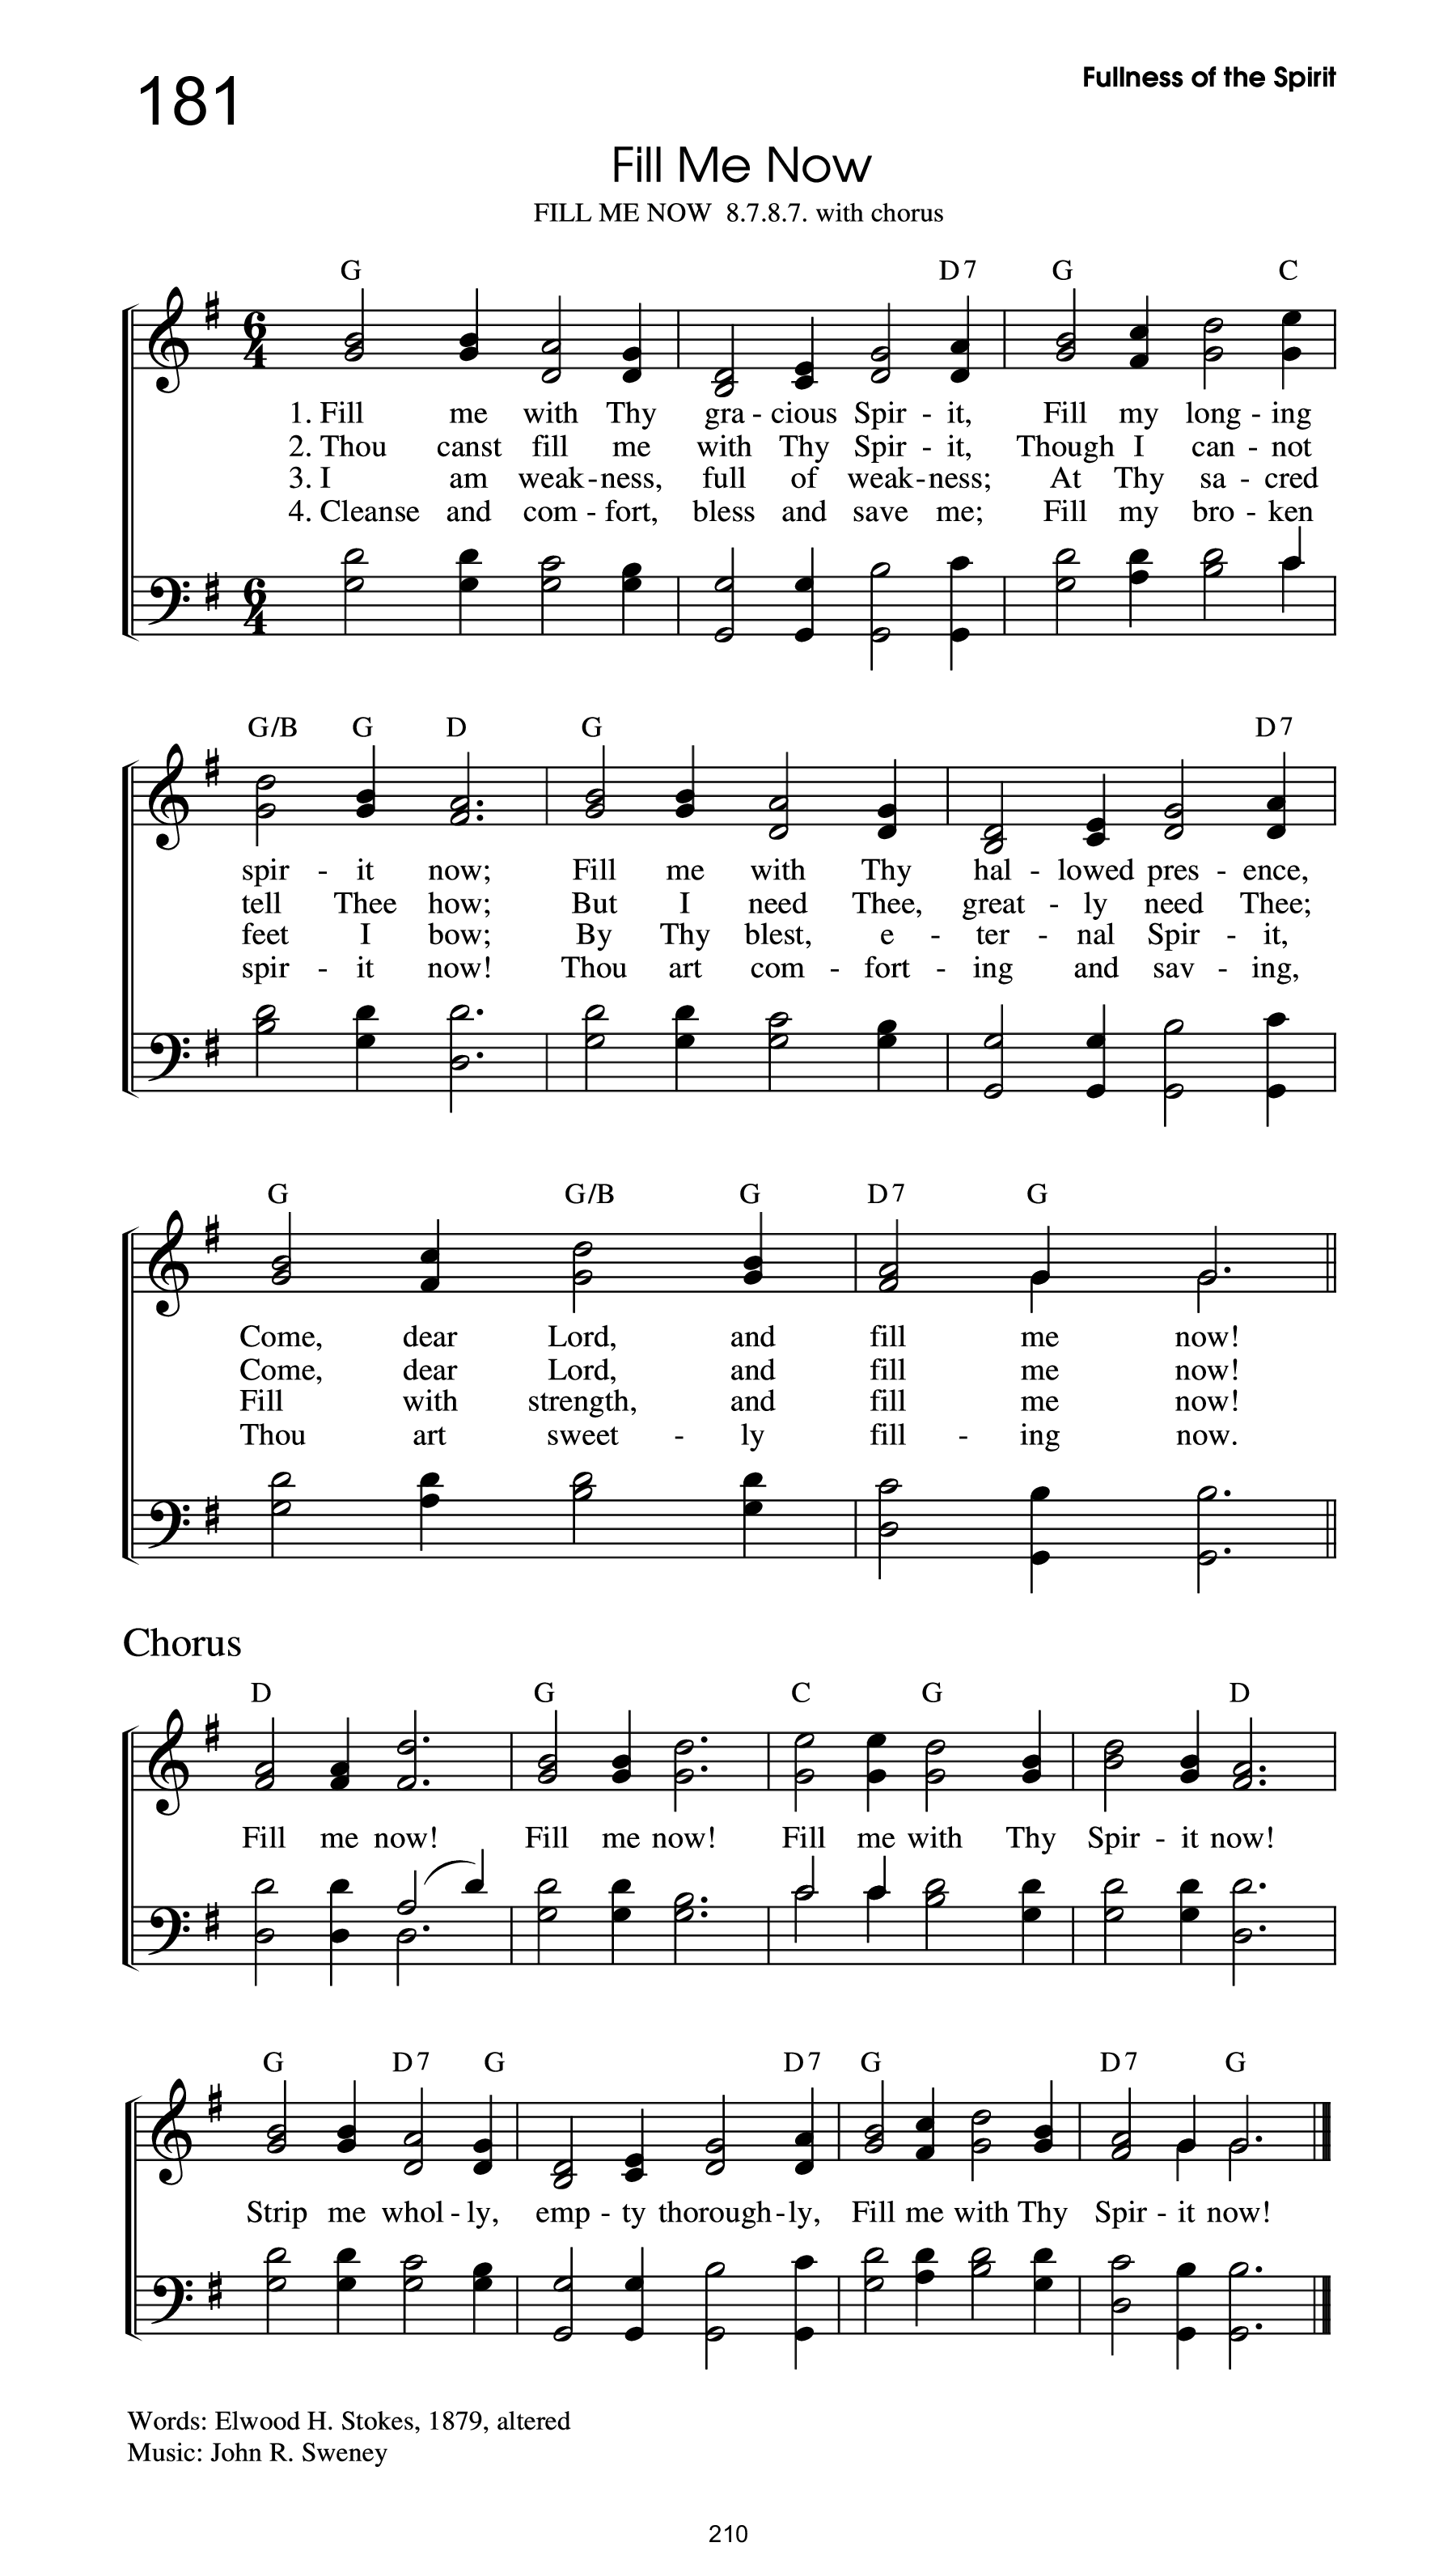 181
Fullness of the Spirit
Fill Me Now
FILL ME NOW 8.7.8.7. with chorus
G D7 G C
6 4
1. Fill me with Thy gra - cious Spir - it, Fill my long - ing
2. Thou canst fill me with Thy Spir - it, Though I can - not
3. I am weak - ness, full of weak - ness; At Thy sa - cred
4. Cleanse and com - fort, bless and save me; Fill my bro - ken
6 4
G/B G D G D7
spir - it now; Fill me with Thy hal - lowed pres - ence,
tell Thee how; But I need Thee, great - ly need Thee;
feet I bow; By Thy blest, e - ter - nal Spir - it,
spir - it now! Thou art com - fort - ing and sav - ing,
G G/B G D7 G
Come, dear Lord, and fill me now!
Come, dear Lord, and fill me now!
Fill with strength, and fill me now!
Thou art sweet - ly fill - ing now.
Chorus
D G C G D
Fill me now! Fill me now! Fill me with Thy Spir - it now!
G D7 G D7 G D7 G
Strip me whol - ly, emp - ty thorough - ly, Fill me with Thy Spir - it now!
Words: Elwood H. Stokes, 1879, altered
Music: John R. Sweney
210